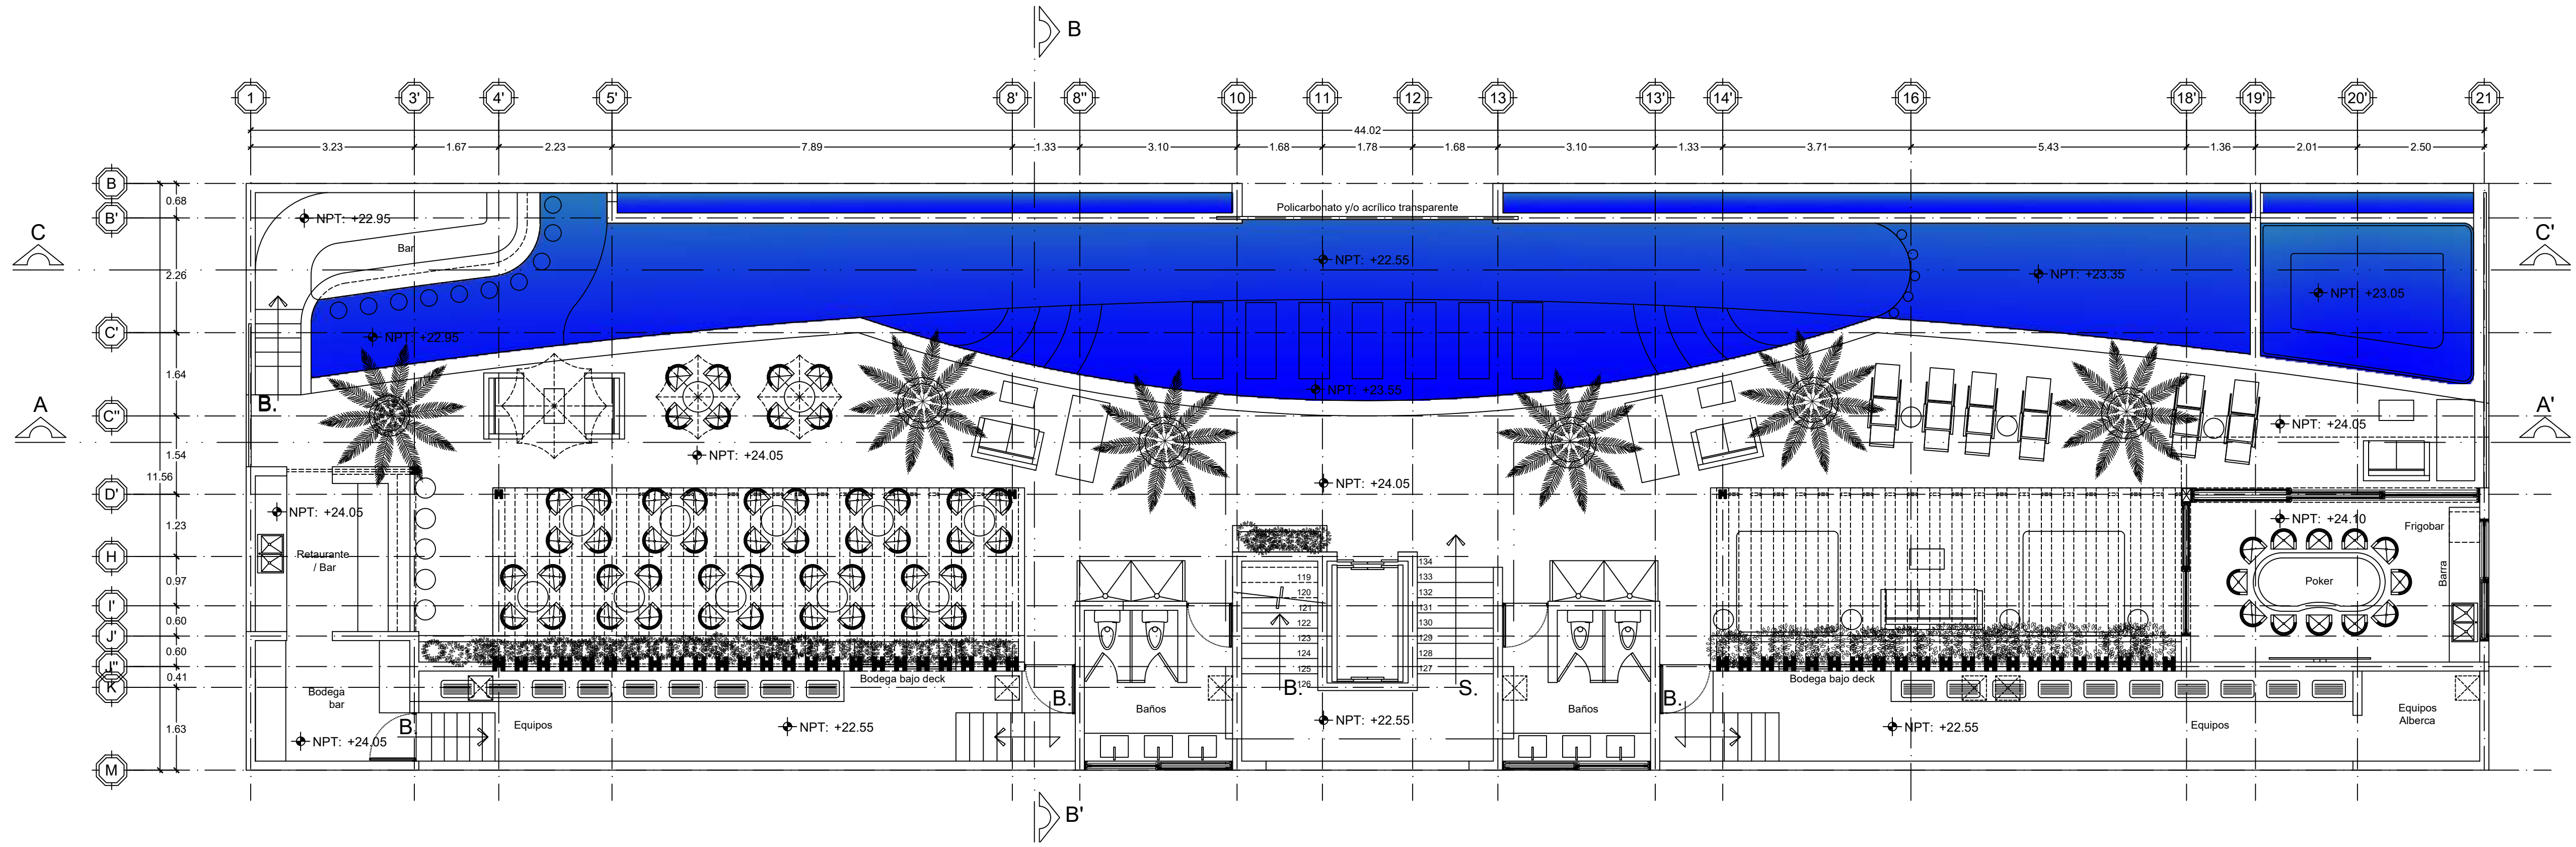 B
1
3'
4'
5'
8'
8"
10
11
12
13
13'
14'
16
18'
19'
20'
21
44.02
3.23
1.67
2.23
7.89
1.33
3.10
1.68
1.78
1.68
3.10
1.33
3.71
5.43
1.36
2.01
2.50
B
0.68
B'
2.26
C'
1.64
C"
1.54
11.56
D'
1.23
H
0.97
I'
0.60
J'
0.60
J"
0.41
K
1.63
M
C
C'
A
A'
Policarbonato y/o acrílico transparente
NPT: +22.95
Bar
NPT: +22.55
NPT: +23.35
NPT: +23.05
NPT: +22.95
NPT: +23.55
B.
NPT: +24.05
NPT: +24.05
NPT: +24.05
NPT: +24.05
NPT: +24.10
Frigobar
Retaurante
/ Bar
Poker
Barra
119
120
121
122
123
124
125
126
134
133
132
131
130
129
128
127
Bodega
bar
Bodega bajo deck
B.
B.
S.
B.
Bodega bajo deck
Baños
Baños
B.
Equipos
NPT: +22.55
NPT: +22.55
NPT: +22.55
Equipos
Equipos
Alberca
NPT: +24.05
B'